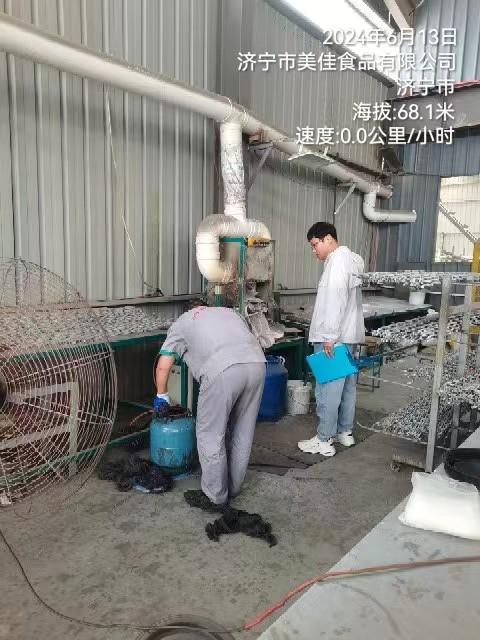 2024年6月13日
济宁市美佳食品有限公司
济宁市
海拔:68.1米
速度:0.0公里/小时